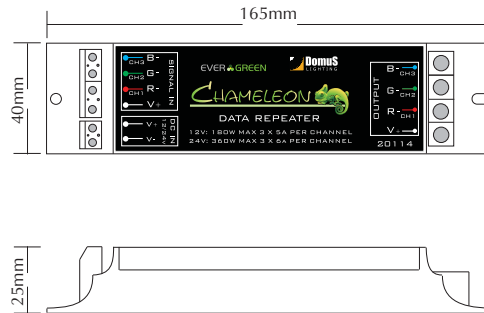 165mm
40mm
B-
CH3
G-
CH2
R-
CH1
V+
SIGNAL IN
V+
V-
DC IN
12/24V
EVER GREEN
DomuS
LIGHTING
CHAMELEON
DATA REPEATER
12V: 180W MAX 3 X 5A PER CHANNEL
24V: 360W MAX 3 X 6A PER CHANNEL
OUTPUT
B-
CH3
G-
CH2
R-
CH1
V+
20114
25mm